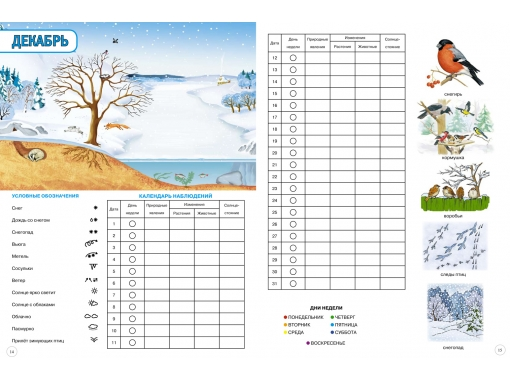 ДЕКАБРЬ
УСЛОВНЫЕ ОБОЗНАЧЕНИЯ
Снег
Дождь со снегом
Снегопад
Вьюга
Метель
Сосульки
Ветер
Солнце ярко светит
Солнце с облаками
Облачно
Пасмурно
Прилёт зимующих птиц
КАЛЕНДАРЬ НАБЛЮДЕНИЙ
Дата
День недели
Природные явления
Изменения
Растения
Животные
Солнце-
стояние
1
2
3
4
5
6
7
8
9
10
11
14
Дата
День недели
Природные явления
Изменения
Растения
Животные
Солнце-
стояние
12
13
14
15
16
17
18
19
20
21
22
23
24
25
26
27
28
29
30
31
ДНИ НЕДЕЛИ
ПОНЕДЕЛЬНИК
ЧЕТВЕРГ
ВТОРНИК
ПЯТНИЦА
СРЕДА
СУББОТА
ВОСКРЕСЕНЬЕ
снегирь
кормушка
воробьи
следы птиц
снегопад
15